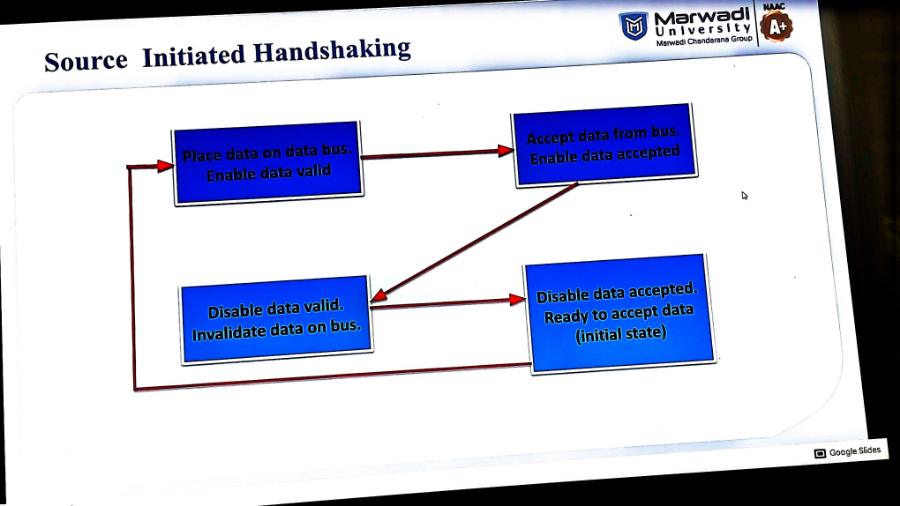 Source Initiated Handshaking
Marwadi
University
Marwadi Chandarana Group
NAAC
A+
Place data on data bus.
Enable data valid
Accept data from bus.
Enable data accepted
Disable data valid.
Invalidate data on bus.
Disable data accepted.
Ready to accept data
(initial state)
Google Slides